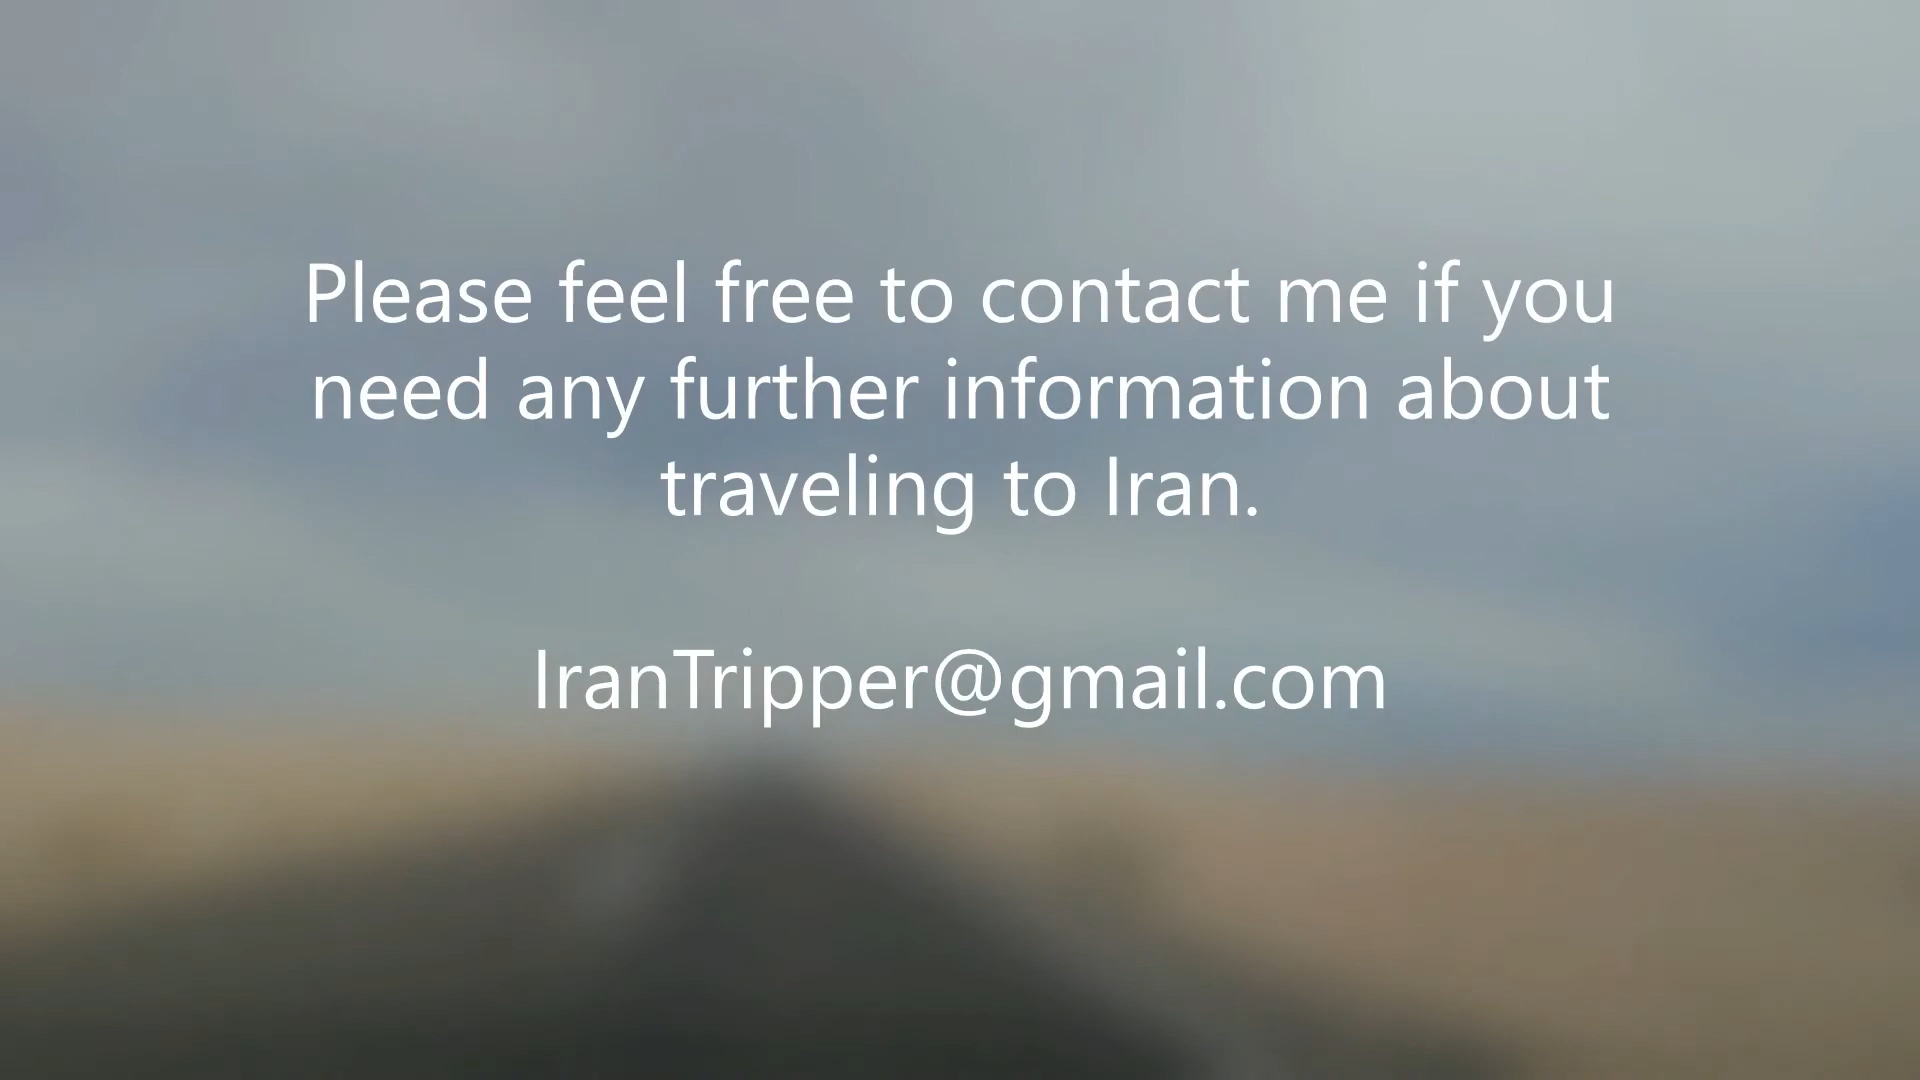 Please feel free to contact me if you
need any further information about
traveling to Iran.
IranTripper@gmail.com